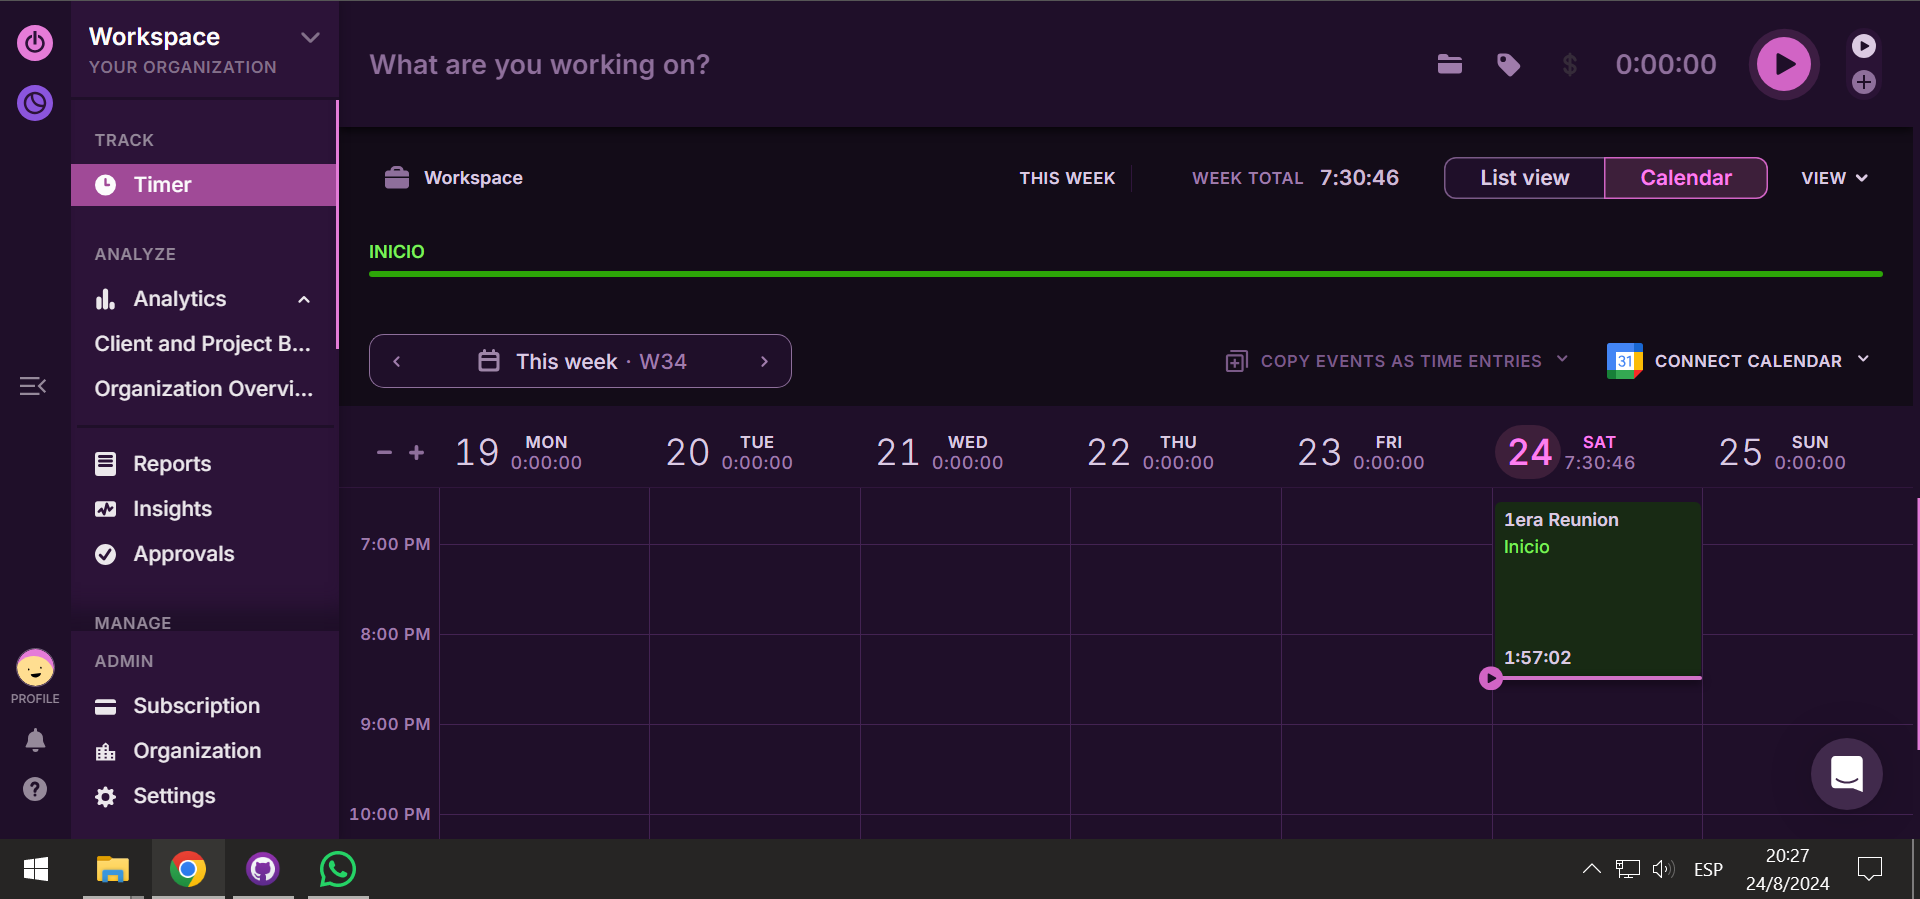 Workspace
YOUR ORGANIZATION
TRACK
Timer
ANALYZE
Analytics
Client and Project B...
Organization Overvi...
Reports
Insights
Approvals
MANAGE
ADMIN
Subscription
Organization
Settings
PROFILE
What are you working on?
$ 0:00:00
Workspace
THIS WEEK
WEEK TOTAL 7:30:46
List view
Calendar
VIEW
INICIO
This week · W34
COPY EVENTS AS TIME ENTRIES
31 CONNECT CALENDAR
19 MON 0:00:00
20 TUE 0:00:00
21 WED 0:00:00
22 THU 0:00:00
23 FRI 0:00:00
24 SAT 7:30:46
25 SUN 0:00:00
7:00 PM
8:00 PM
9:00 PM
10:00 PM
1era Reunion
Inicio
1:57:02
ESP
20:27
24/8/2024